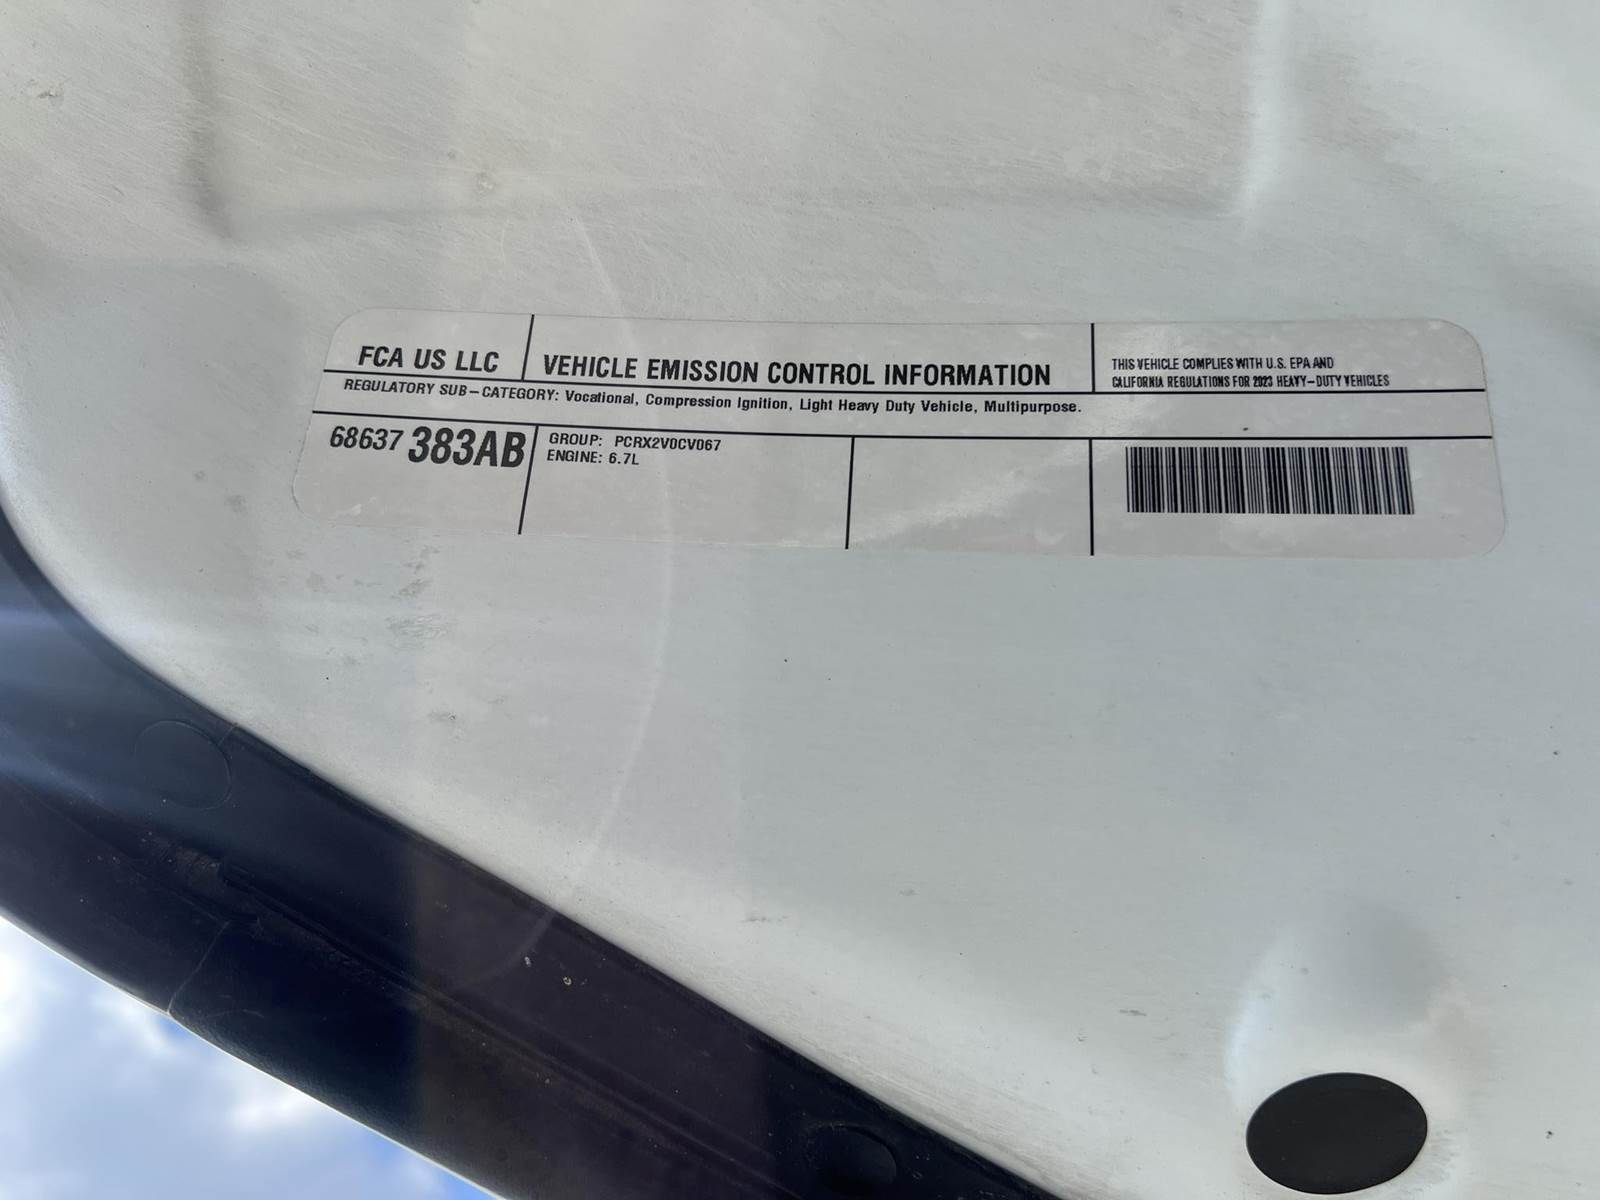 FCA US LLC
VEHICLE EMISSION CONTROL INFORMATION
THIS VEHICLE COMPLIES WITH U.S. EPA AND
CALIFORNIA REGULATIONS FOR 2023 HEAVY-DUTY VEHICLES
REGULATORY SUB-CATEGORY: Vocational, Compression Ignition, Light Heavy Duty Vehicle, Multipurpose.
68637 383AB
GROUP: PCRX2V0CV067
ENGINE: 6.7L